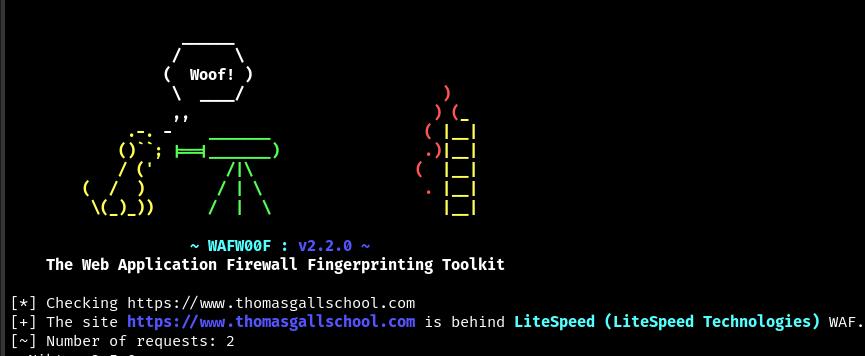 Woof!
~ WAFW00F : v2.2.0 ~
The Web Application Firewall Fingerprinting Toolkit
[*] Checking https://www.thomasgallschool.com
[+] The site https://www.thomasgallschool.com is behind LiteSpeed (LiteSpeed Technologies) WAF.
[~] Number of requests: 2